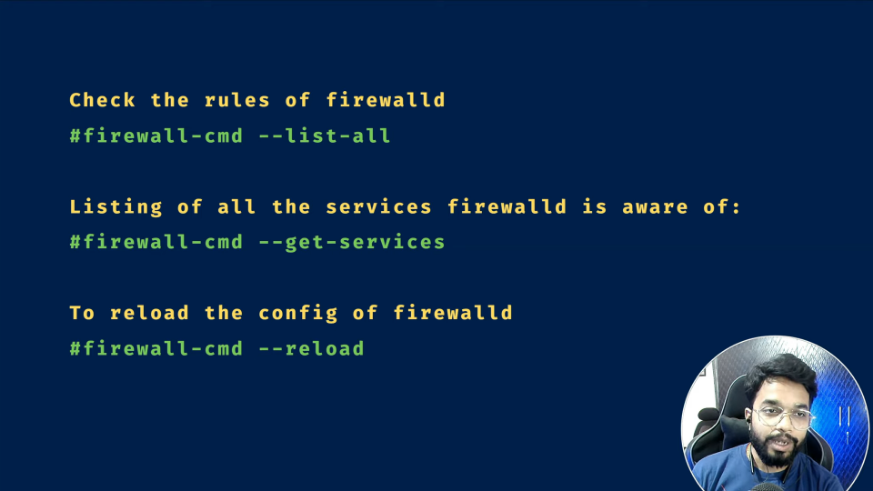 Check the rules of firewalld
#firewall-cmd --list-all
Listing of all the services firewalld is aware of:
#firewall-cmd --get-services
To reload the config of firewalld
#firewall-cmd --reload